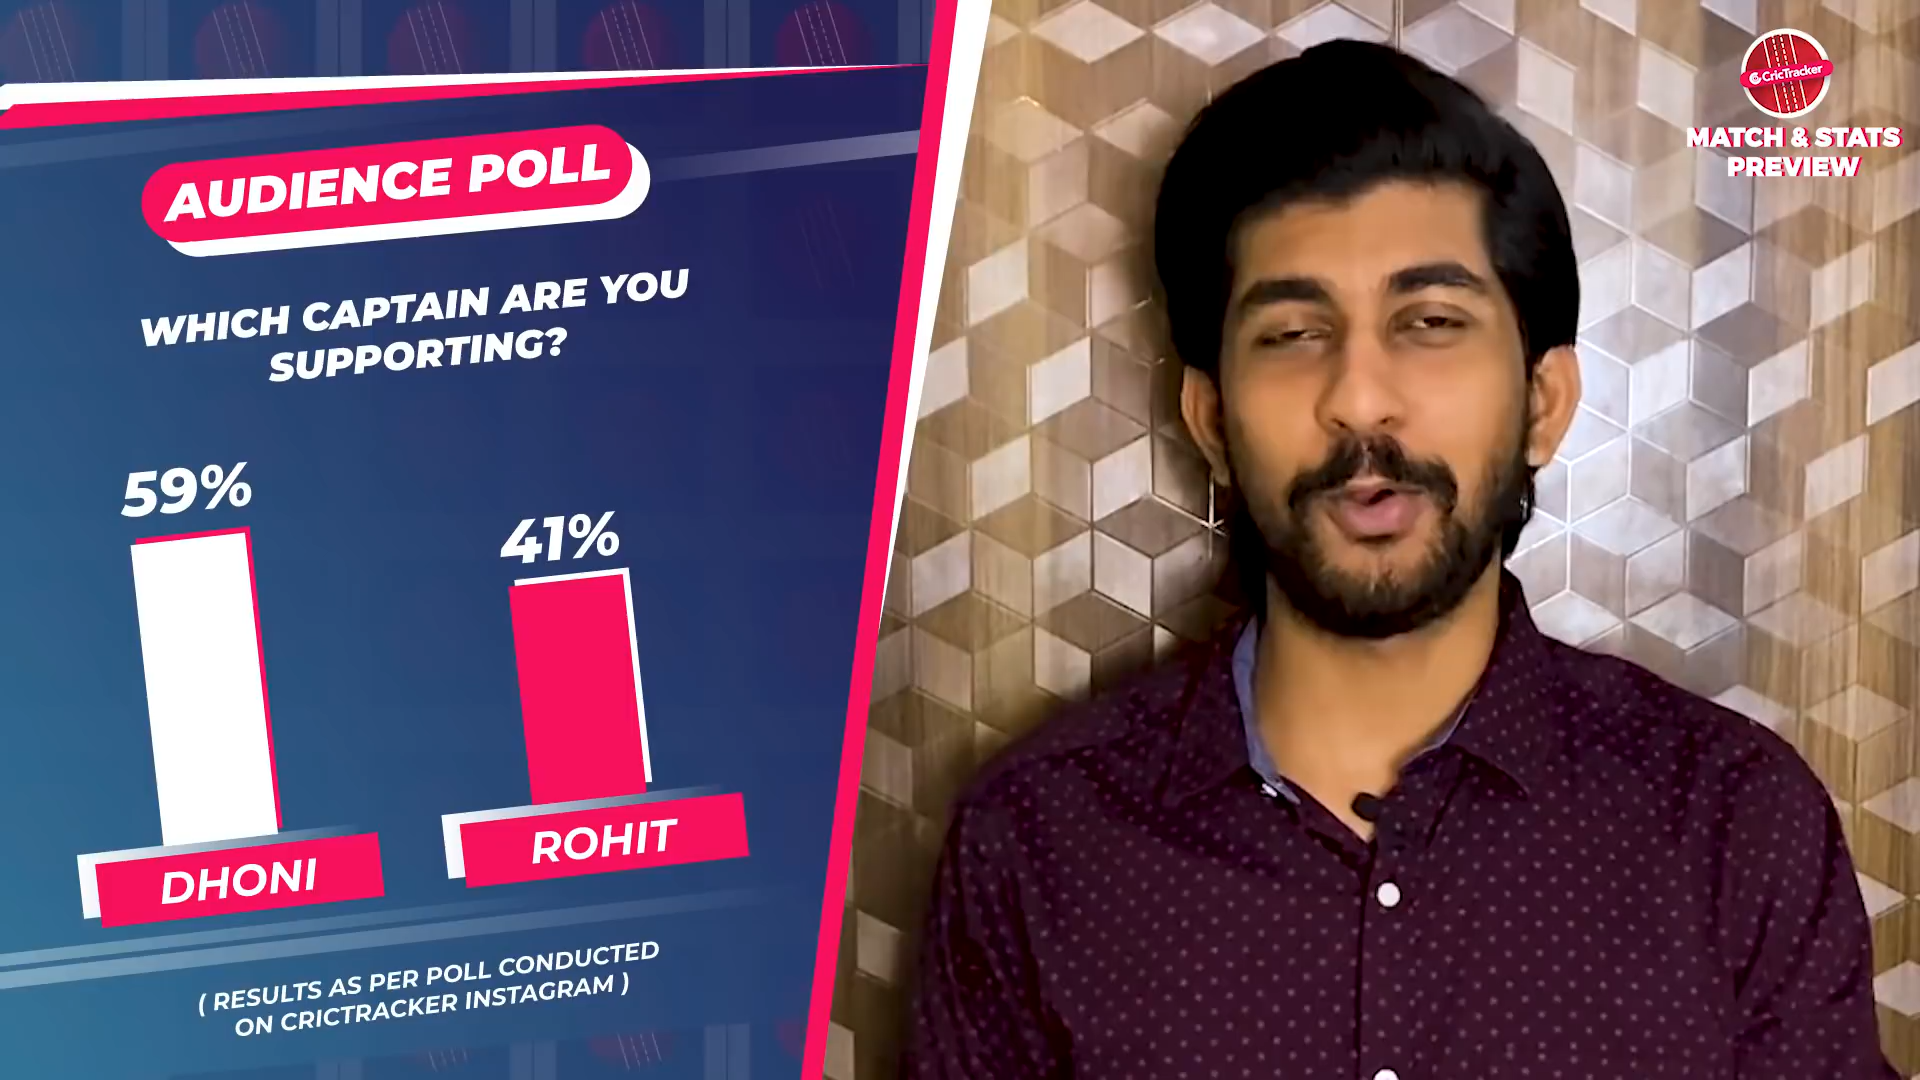 AUDIENCE POLL
WHICH CAPTAIN ARE YOU
SUPPORTING?
59%
41%
DHONI
ROHIT
( RESULTS AS PER POLL CONDUCTED
ON CRICTRACKER INSTAGRAM )
CricTracker
MATCH & STATS
PREVIEW